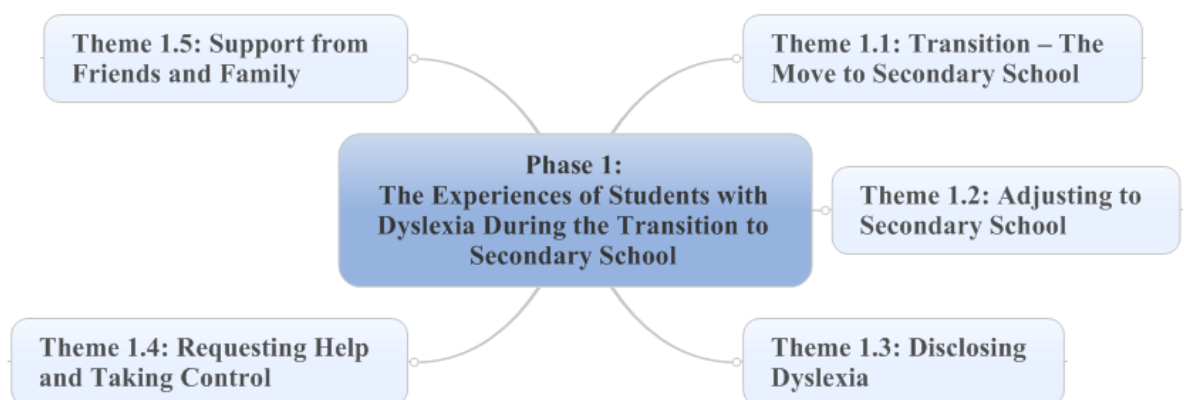 Theme 1.5: Support from
Friends and Family
Theme 1.1: Transition – The
Move to Secondary School
Phase 1:
The Experiences of Students with
Dyslexia During the Transition to
Secondary School
Theme 1.2: Adjusting to
Secondary School
Theme 1.4: Requesting Help
and Taking Control
Theme 1.3: Disclosing
Dyslexia